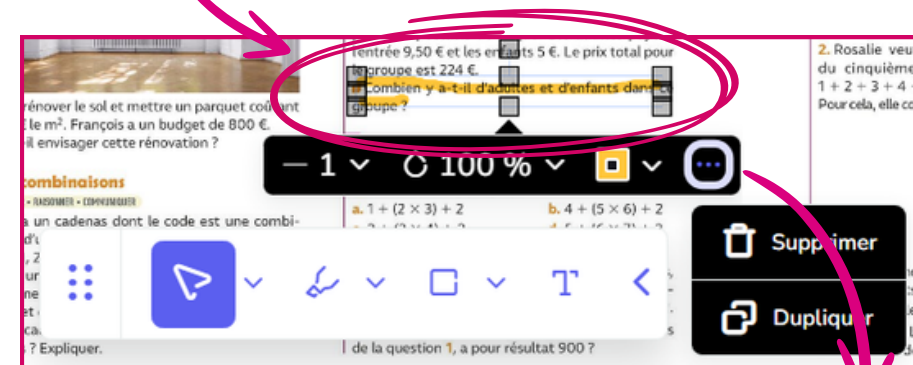 l'entrée 9,50 € et les enfants 5 €. Le prix total pour
le groupe est 224 €.
Combien y a-t-il d'adultes et d'enfants dans ce
groupe ?
2. Rosalie
du cinquième
1 + 2 + 3 + 4
Pour cela, elle
rénover le sol et mettre un parquet coûtant
le m². François a un budget de 800 €.
-il envisager cette rénovation ?
1
100 %
combinaisons
• RAISONNER • COMMUNIQUER
un cadenas dont le code est une combi-
a. 1 + (2 × 3) + 2
b. 4 + (5 × 6) + 2
Supprimer
Dupliquer
T
? Expliquer.
de la question 1, a pour résultat 900 ?